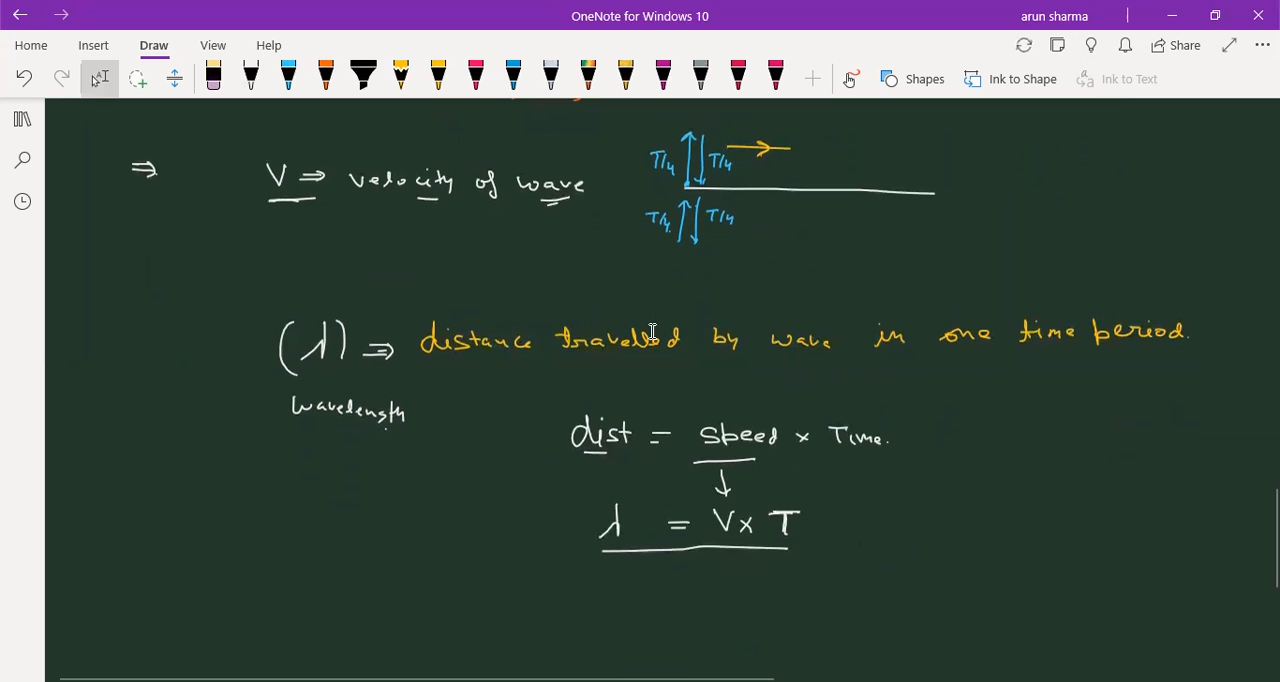 OneNote for Windows 10
arun sharma
Home Insert Draw View Help
Share
Shapes
Ink to Shape
Ink to Text
T/4 T/4
⇒ V ⇒ velocity of wave
T/4 T/4
(λ) ⇒ distance travelled by wave in one time period.
wavelength
dist = speed × Time.
λ = V× T